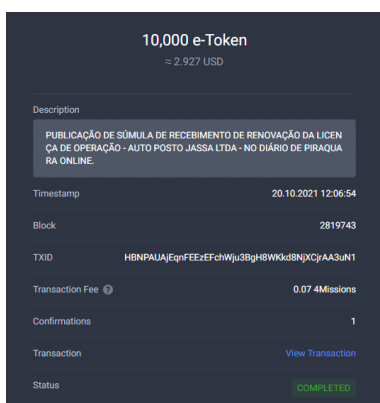 10,000 e-Token
≈ 2.927 USD
Description
PUBLICAÇÃO DE SÚMULA DE RECEBIMENTO DE RENOVAÇÃO DA LICEN
ÇA DE OPERAÇÃO - AUTO POSTO JASSA LTDA - NO DIÁRIO DE PIRAQUA
RA ONLINE.
Timestamp 20.10.2021 12:06:54
Block 2819743
TXID HBNPAUAjEqnFEEzEFchWju3BgH8WKkd8NjXCjrAA3uN1
Transaction Fee ? 0.07 4Missions
Confirmations 1
Transaction View Transaction
Status COMPLETED